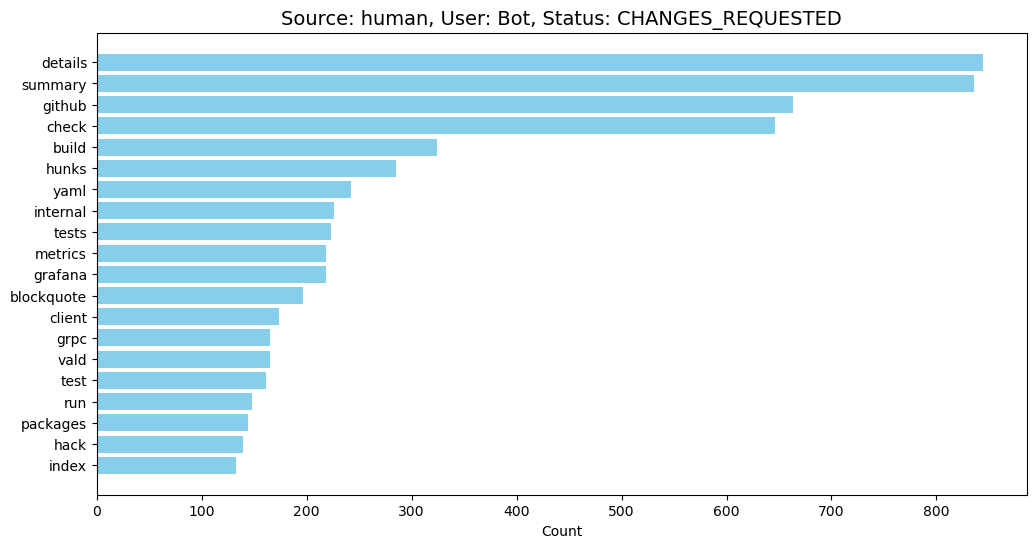 Source: human, User: Bot, Status: CHANGES_REQUESTED
details
summary
github
check
build
hunks
yaml
internal
tests
metrics
grafana
blockquote
client
grpc
vald
test
run
packages
hack
index
0 100 200 300 400 500 600 700 800
Count